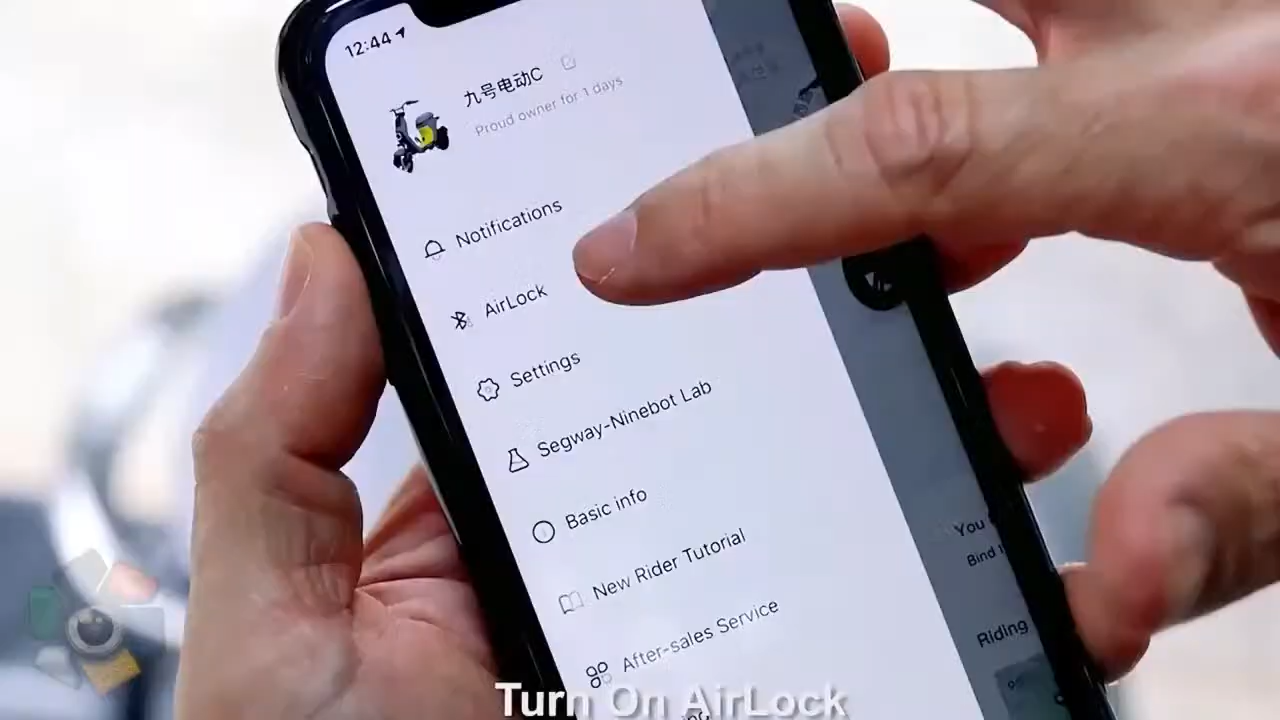 12:44
九号电动C
Proud owner for 1 days
Notifications
AirLock
Settings
Segway-Ninebot Lab
Basic info
New Rider Tutorial
After-sales Service
You
Bind
Riding
Turn On AirLock